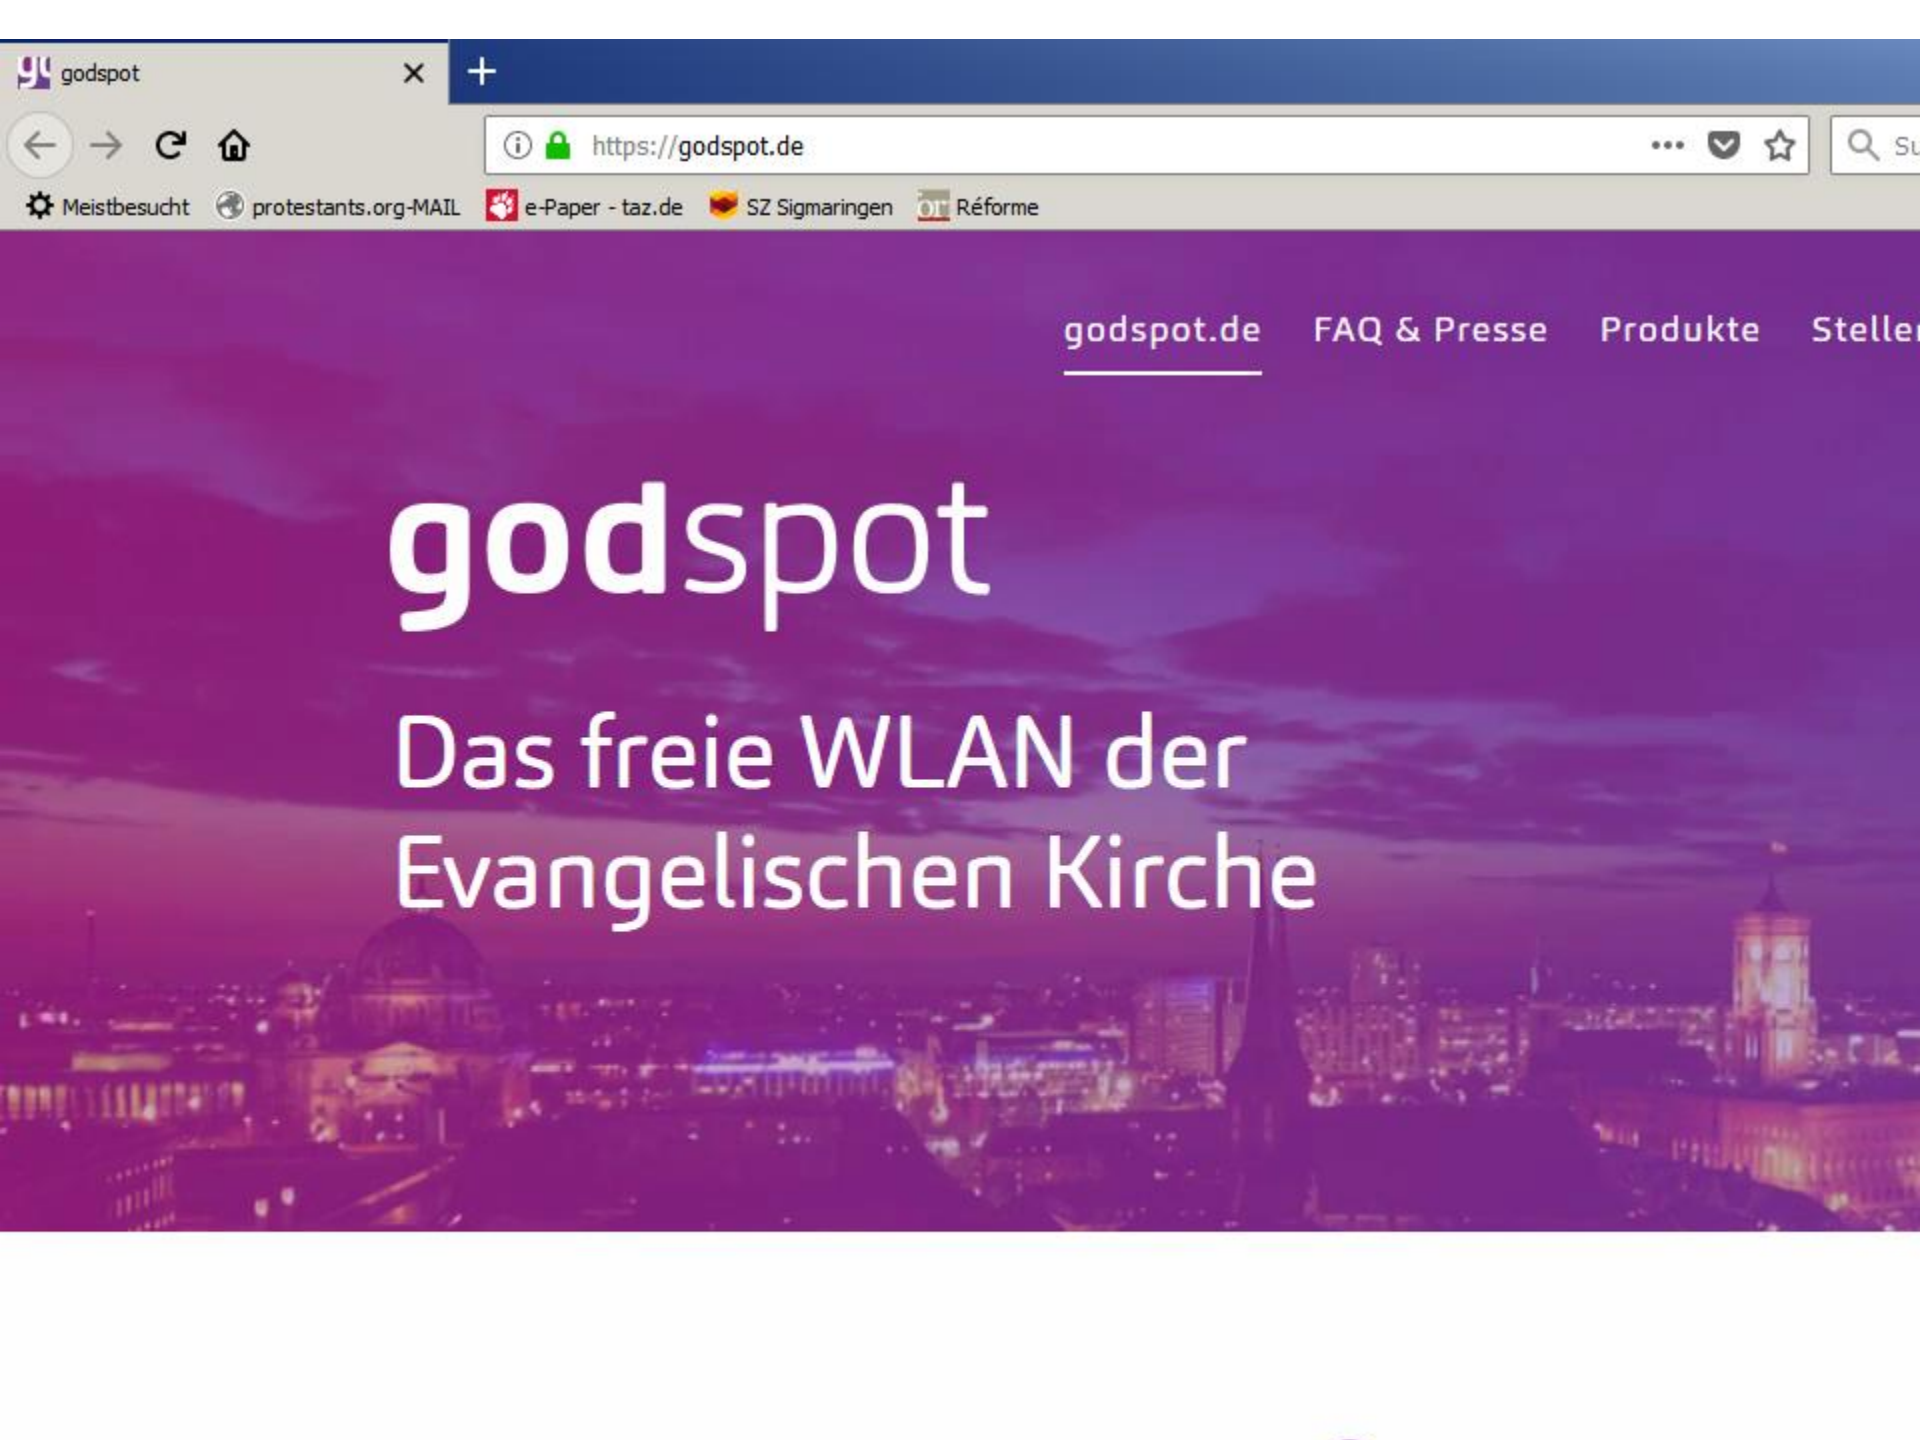 godspot
https://godspot.de
Meistbesucht protestants.org-MAIL e-Paper - taz.de SZ Sigmaringen Réforme
godspot.de FAQ & Presse Produkte
godspot
Das freie WLAN der
Evangelischen Kirche